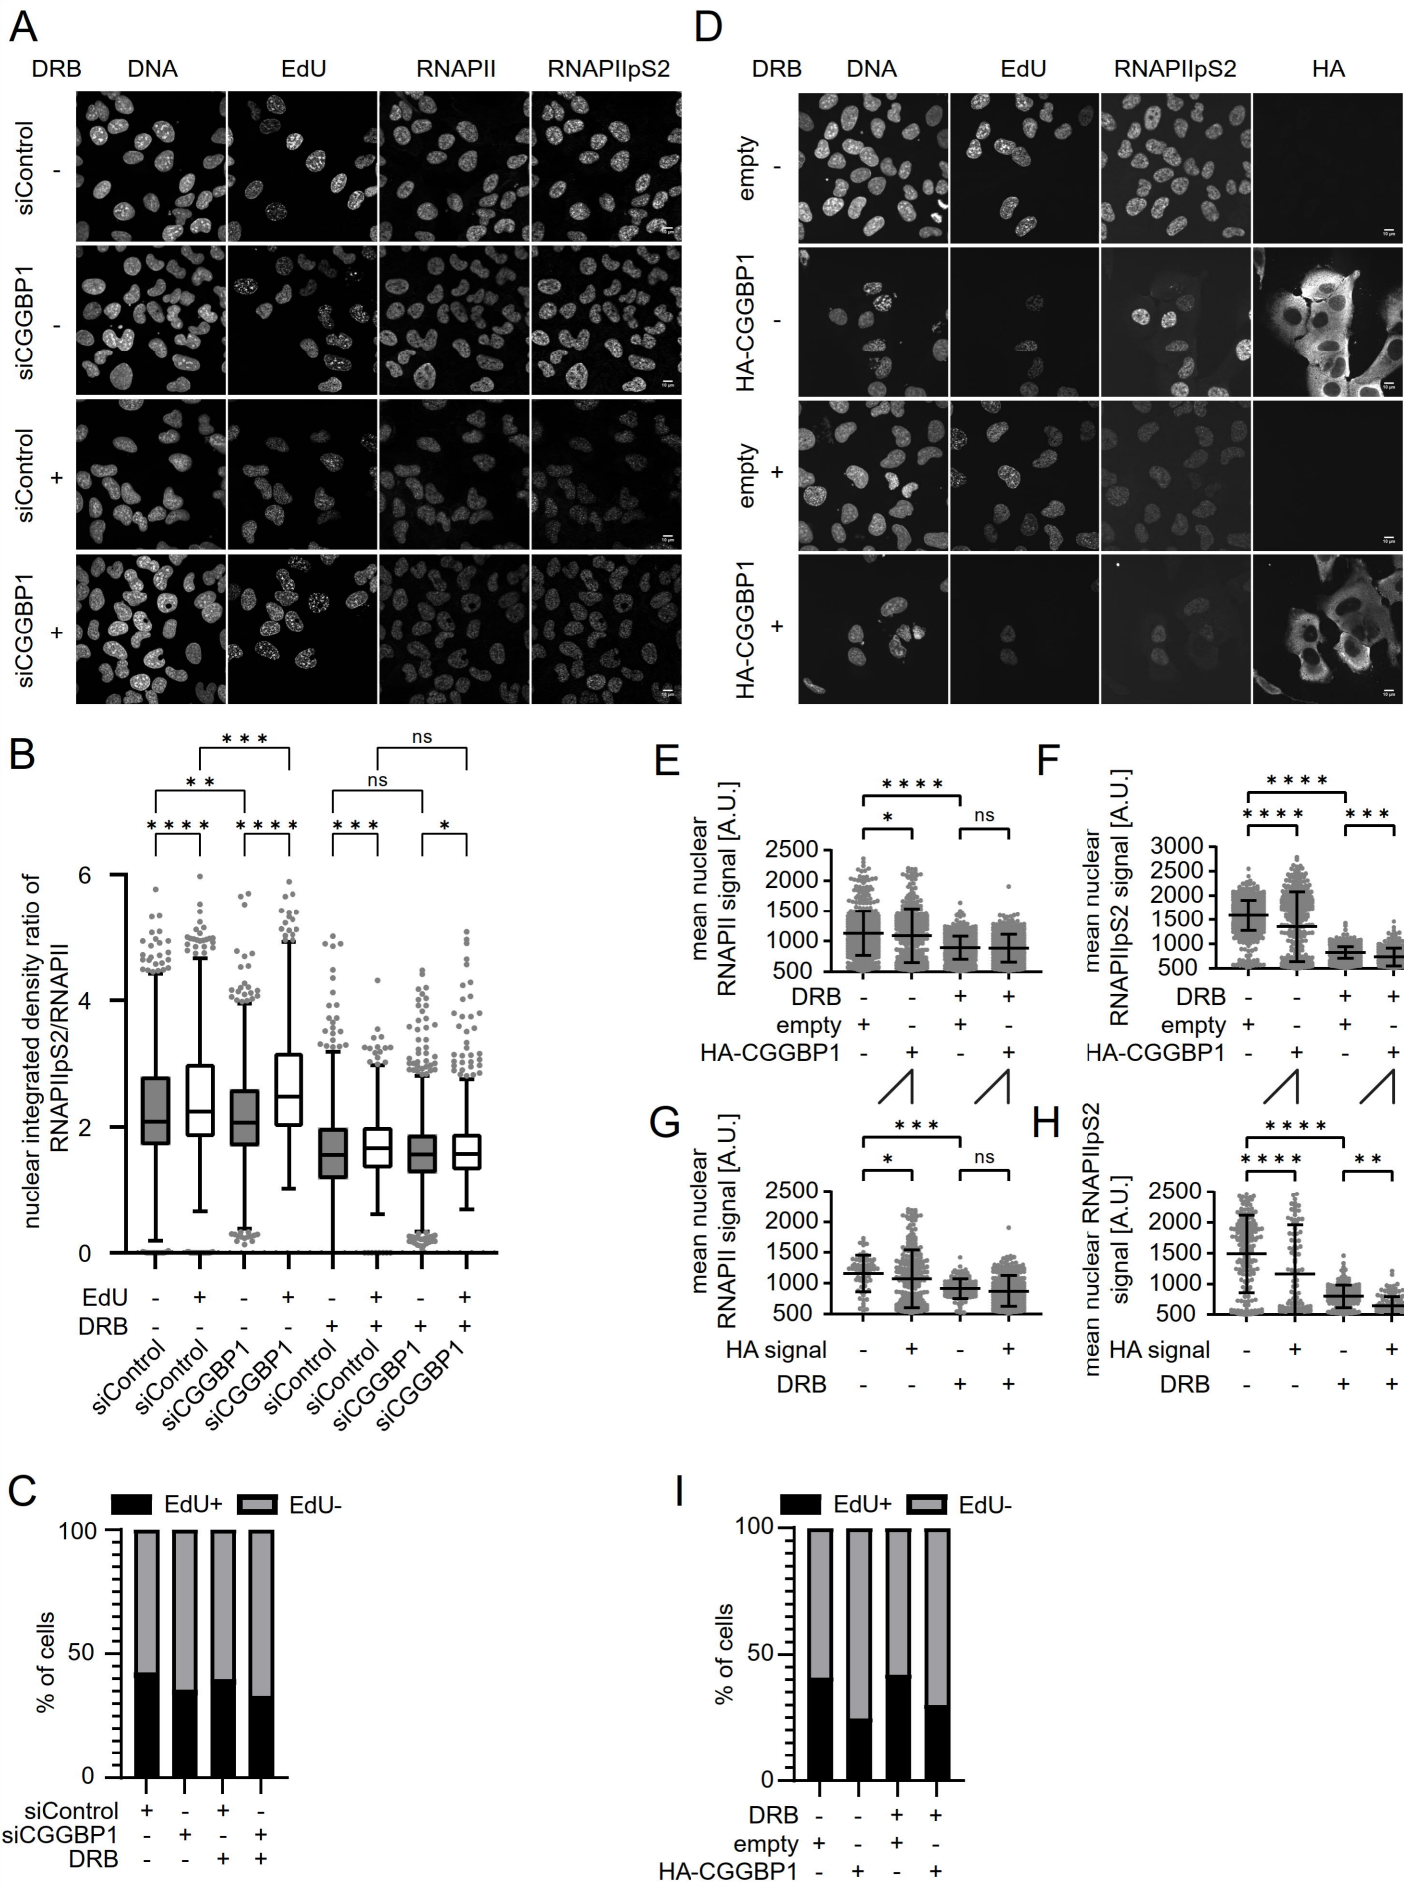 A
DRB DNA EdU RNAPII RNAPIIpS2
siControl -
siCGGBP1 -
siControl +
siCGGBP1 +
D
DRB DNA EdU RNAPIIpS2 HA
empty -
HA-CGGBP1 -
empty +
HA-CGGBP1 +
B
*** ns
** ns
**** **** *** *
nuclear integrated density ratio of
RNAPIIpS2/RNAPII
6
4
2
0
EdU - + - + - + - +
DRB - - - - + + + +
siControl siControl siCGGBP1 siCGGBP1 siControl siControl siCGGBP1 siCGGBP1
E
mean nuclear
RNAPII signal [A.U.]
****
* ns
2500
2000
1500
1000
500
DRB - - + +
empty + - + -
HA-CGGBP1 - + - +
F
mean nuclear
RNAPIIpS2 signal [A.U.]
****
**** ***
3000
2500
2000
1500
1000
500
DRB - - + +
empty + - + -
HA-CGGBP1 - + - +
G
mean nuclear
RNAPII signal [A.U.]
***
* ns
2500
2000
1500
1000
500
HA signal - + - +
DRB - - + +
H
mean nuclear RNAPIIpS2
signal [A.U.]
****
**** **
2500
2000
1500
1000
500
HA signal - + - +
DRB - - + +
C
EdU+ EdU-
% of cells
100
50
0
siControl + - + -
siCGGBP1 - + - +
DRB - - + +
I
EdU+ EdU-
% of cells
100
50
0
DRB - - + +
empty + - + -
HA-CGGBP1 - + - +